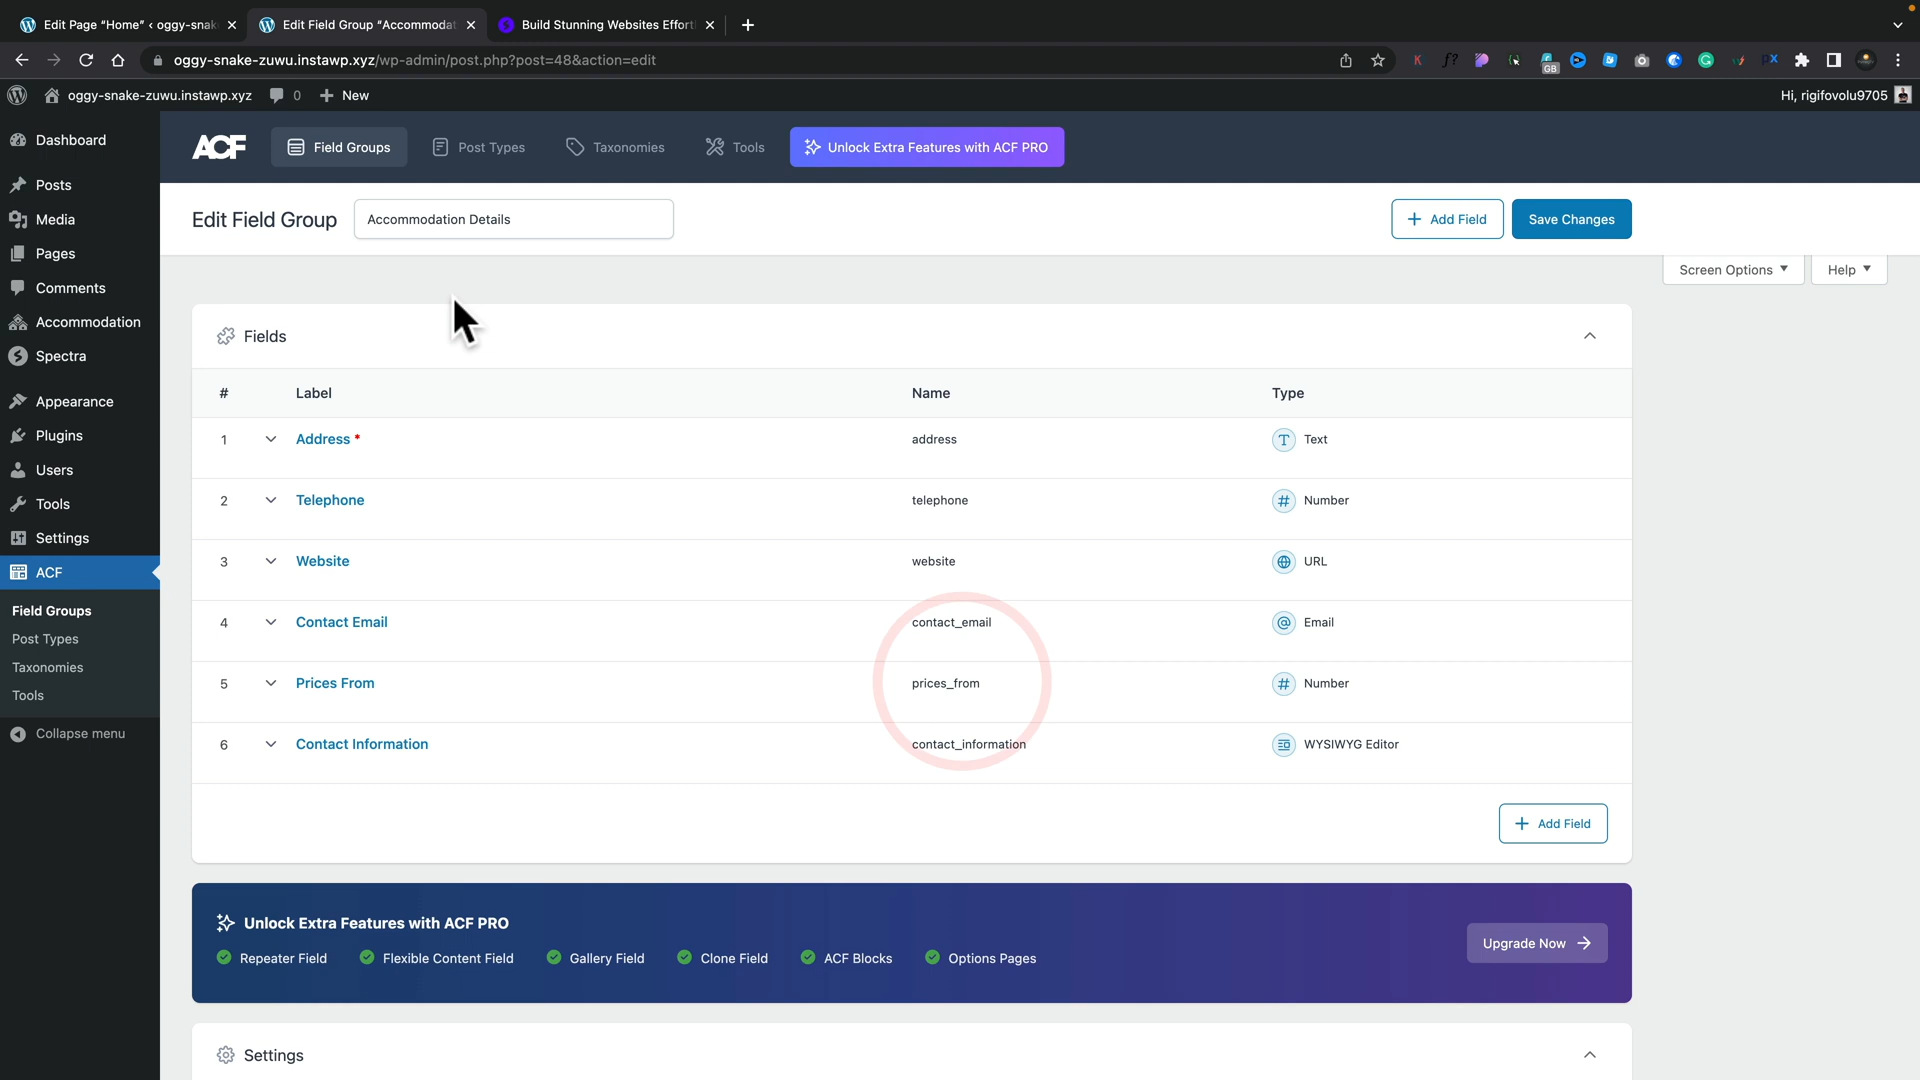 Edit Page "Home" < oggy-snak
Edit Field Group "Accommodat
Build Stunning Websites Effortl
oggy-snake-zuwu.instawp.xyz/wp-admin/post.php?post=48&action=edit
GB
oggy-snake-zuwu.instawp.xyz
0
New
Hi, rigifovolu9705
Dashboard
Posts
Media
Pages
Comments
Accommodation
Spectra
Appearance
Plugins
Users
Tools
Settings
ACF
Field Groups
Post Types
Taxonomies
Tools
Collapse menu
ACF
Field Groups
Post Types
Taxonomies
Tools
Unlock Extra Features with ACF PRO
Edit Field Group
Accommodation Details
+ Add Field
Save Changes
Screen Options
Help
Fields
# Label Name Type
1 Address * address Text
2 Telephone telephone Number
3 Website website URL
4 Contact Email contact_email Email
5 Prices From prices_from Number
6 Contact Information contact_information WYSIWYG Editor
+ Add Field
Unlock Extra Features with ACF PRO
Repeater Field Flexible Content Field Gallery Field Clone Field ACF Blocks Options Pages
Upgrade Now →
Settings